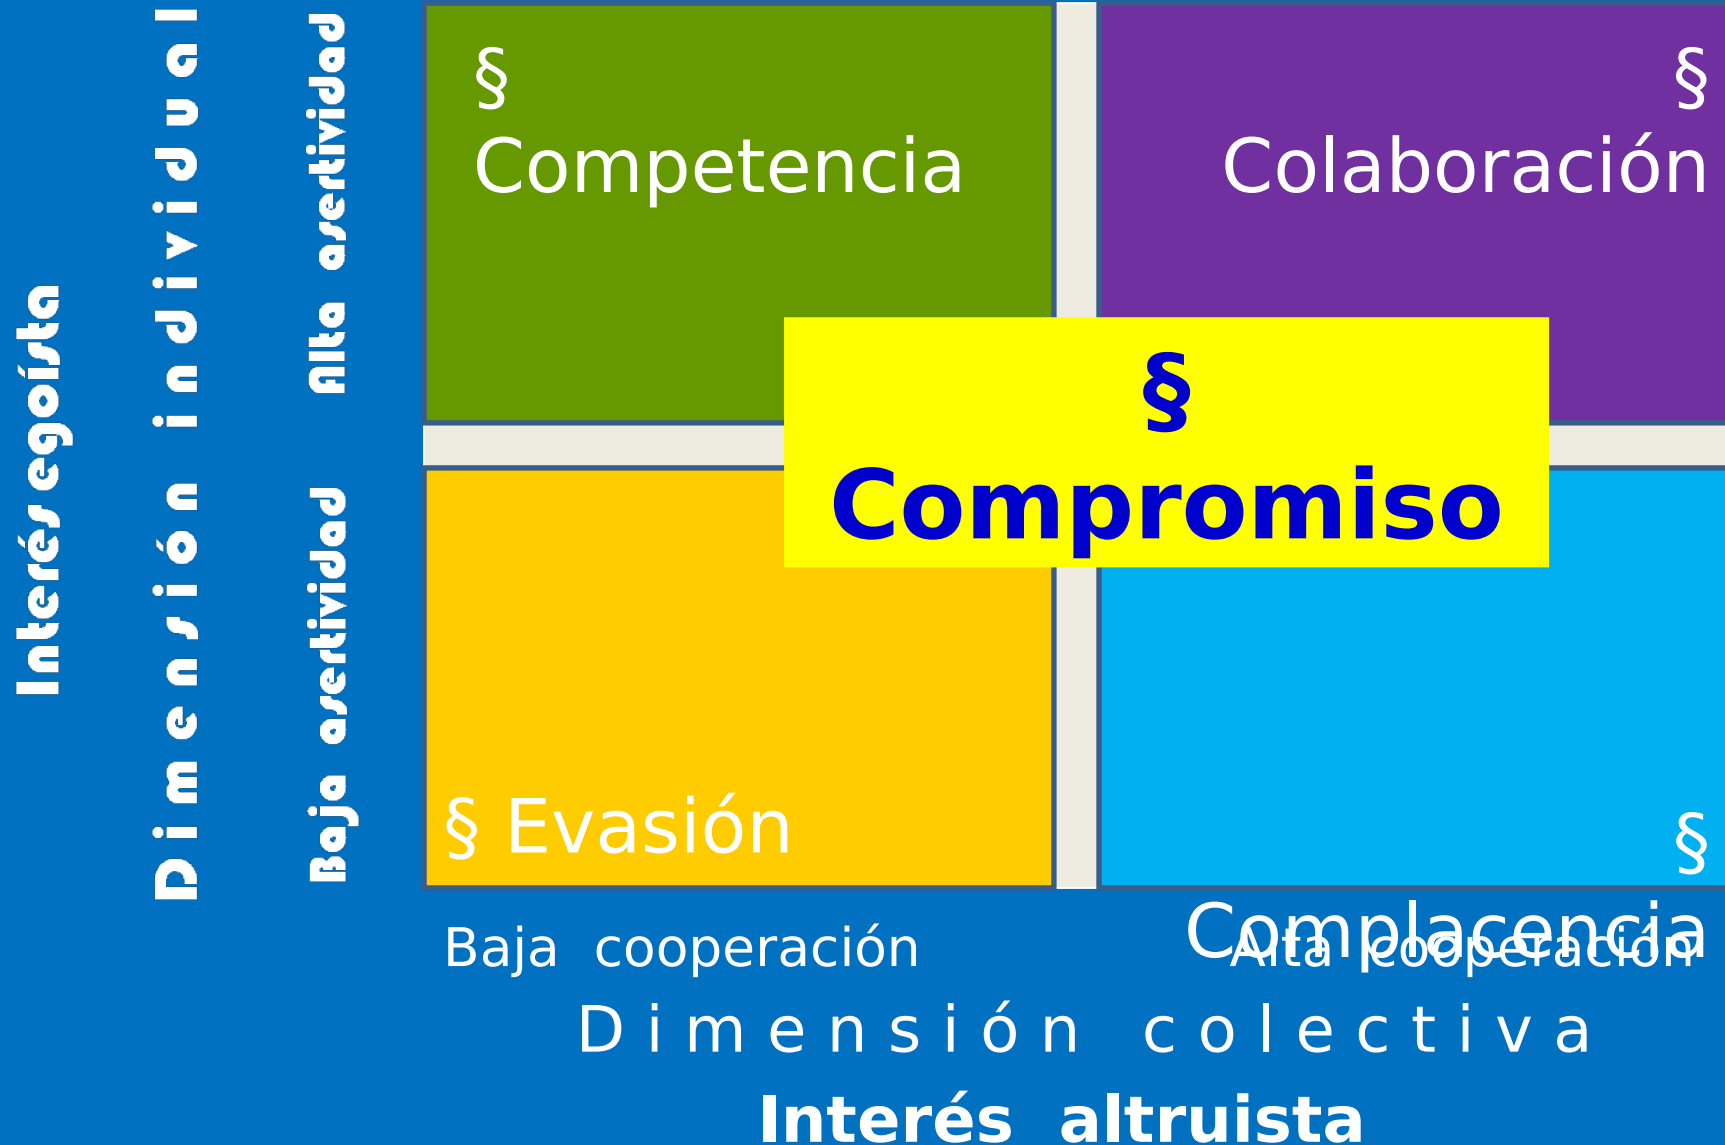 Interés egoísta
Dimensión individual
Alta asertividad
Baja asertividad
§
Competencia
§
Colaboración
§
Compromiso
§ Evasión
§
Complacencia
Baja cooperación
Alta cooperación
Dimensión colectiva
Interés altruista